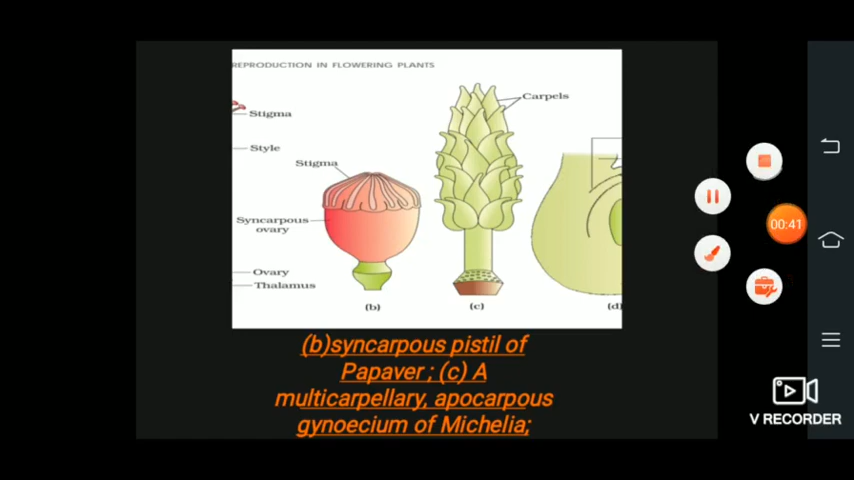 REPRODUCTION IN FLOWERING PLANTS
Carpels
Stigma
Style
Stigma
Syncarpous
ovary
Ovary
Thalamus
(b)
(c)
(d)
(b)syncarpous pistil of
Papaver ; (c) A
multicarpellary, apocarpous
gynoecium of Michelia;
00:41
V RECORDER